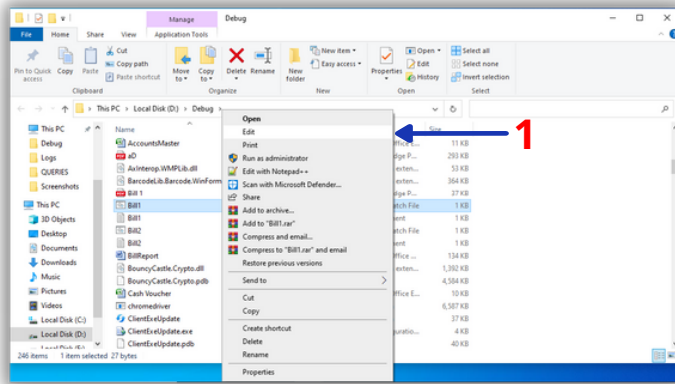 Manage
Debug
File
Home
Share
View
Application Tools
Pin to Quick access
Copy
Paste
Cut
Copy path
Paste shortcut
Move to
Copy to
Delete
Rename
New folder
New item
Easy access
Properties
Open
Edit
History
Select all
Select none
Invert selection
Clipboard
Organize
New
Open
Select
This PC > Local Disk (D:) > Debug >
This PC
Debug
Logs
QUERIES
Screenshots
This PC
3D Objects
Desktop
Documents
Downloads
Music
Pictures
Videos
Local Disk (C:)
Local Disk (D:)
Name
AccountsMaster
aD
AxInterop.WMPLib.dll
BarcodeLib.Barcode.WinForm
Bill 1
Bill1
Bill1
Bill2
Bill2
BillReport
BouncyCastle.Crypto.dll
BouncyCastle.Crypto.pdb
Cash Voucher
chromedriver
ClientExeUpdate
ClientExeUpdate.exe
ClientExeUpdate.pdb
Open
Edit
Print
Run as administrator
Edit with Notepad++
Scan with Microsoft Defender...
Share
Add to archive...
Add to "Bill1.rar"
Compress and email...
Compress to "Bill1.rar" and email
Restore previous versions
Send to
Cut
Copy
Create shortcut
Delete
Rename
Properties
Size
11 KB
293 KB
53 KB
364 KB
37 KB
1 KB
1 KB
1 KB
1 KB
134 KB
1,392 KB
4,584 KB
10 KB
6,587 KB
37 KB
4 KB
40 KB
1
246 items
1 item selected 27 bytes